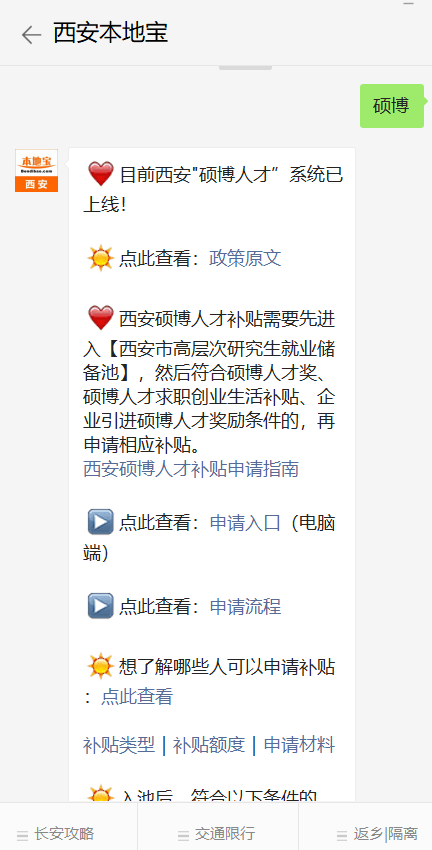 西安本地宝
硕博
本地宝
Bendibao.com
西安
目前西安"硕博人才”系统已
上线！
点此查看：政策原文
西安硕博人才补贴需要先进
入【西安市高层次研究生就业储
备池】，然后符合硕博人才奖、
硕博人才求职创业生活补贴、企
业引进硕博人才奖励条件的，再
申请相应补贴。
西安硕博人才补贴申请指南
点此查看：申请入口（电脑
端）
点此查看：申请流程
想了解哪些人可以申请补贴
：点此查看
补贴类型 | 补贴额度 | 申请材料
入池后，符合以下条件的
长安攻略
交通限行
返乡|隔离